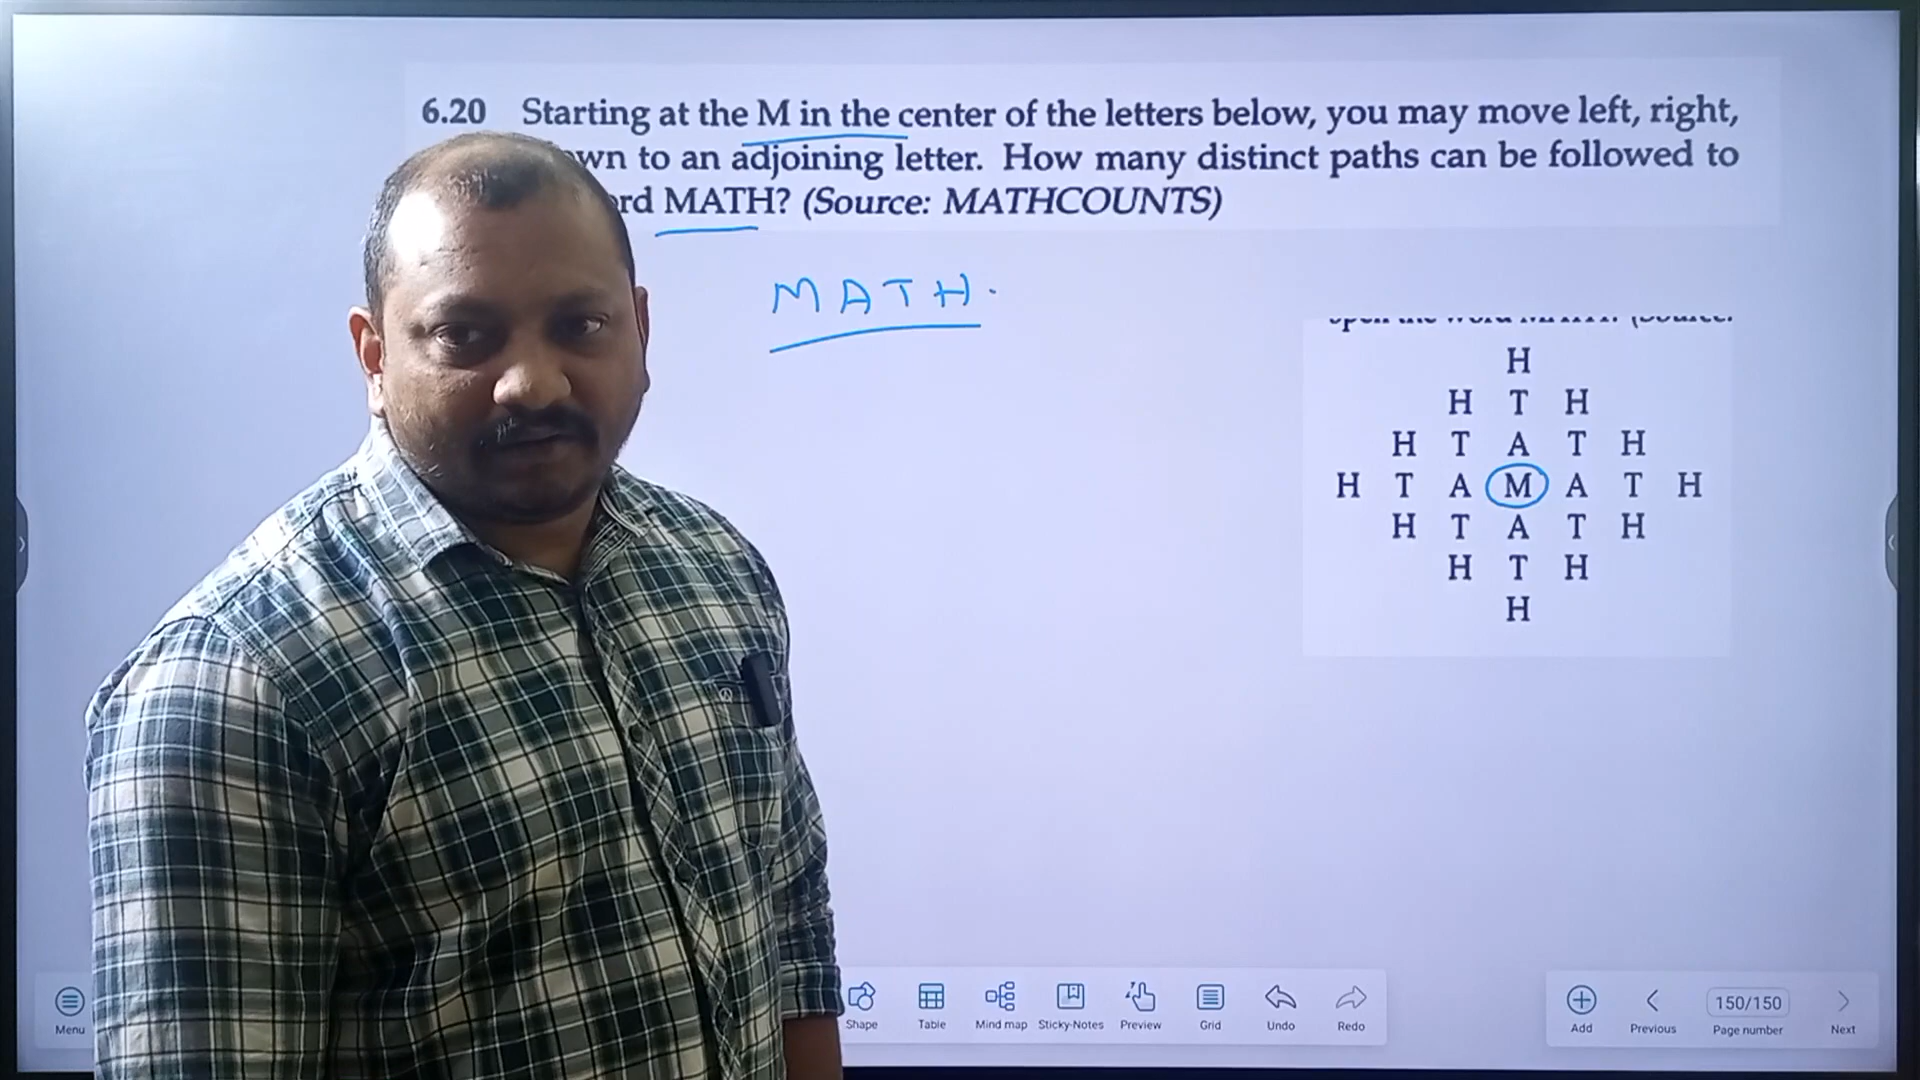 6.20 Starting at the M in the center of the letters below, you may move left, right,
to an adjoining letter. How many distinct paths can be followed to
MATH? (Source: MATHCOUNTS)
MATH.
H
H T H
H T A T H
H T A M A T H
H T A T H
H T H
H
Menu
Shape
Table
Mind map
Sticky-Notes
Preview
Grid
Undo
Redo
Add
Previous
150/150
Page number
Next